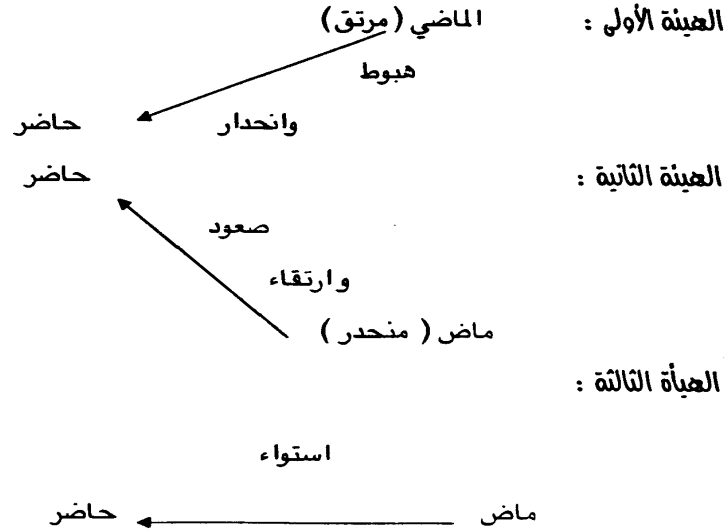 الهيئة الأولى : الماضي (مرتق)
هبوط
وانحدار حاضر
الهيئة الثانية : حاضر
صعود
وارتقاء
ماض ( منحدر )
الهيأة الثالثة :
استواء
ماض حاضر